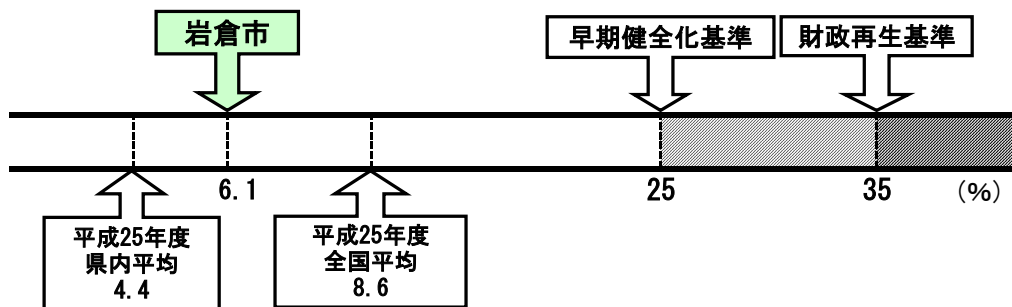 岩倉市
早期健全化基準
財政再生基準
6.1
25
35
(%)
平成25年度
県内平均
4.4
平成25年度
全国平均
8.6